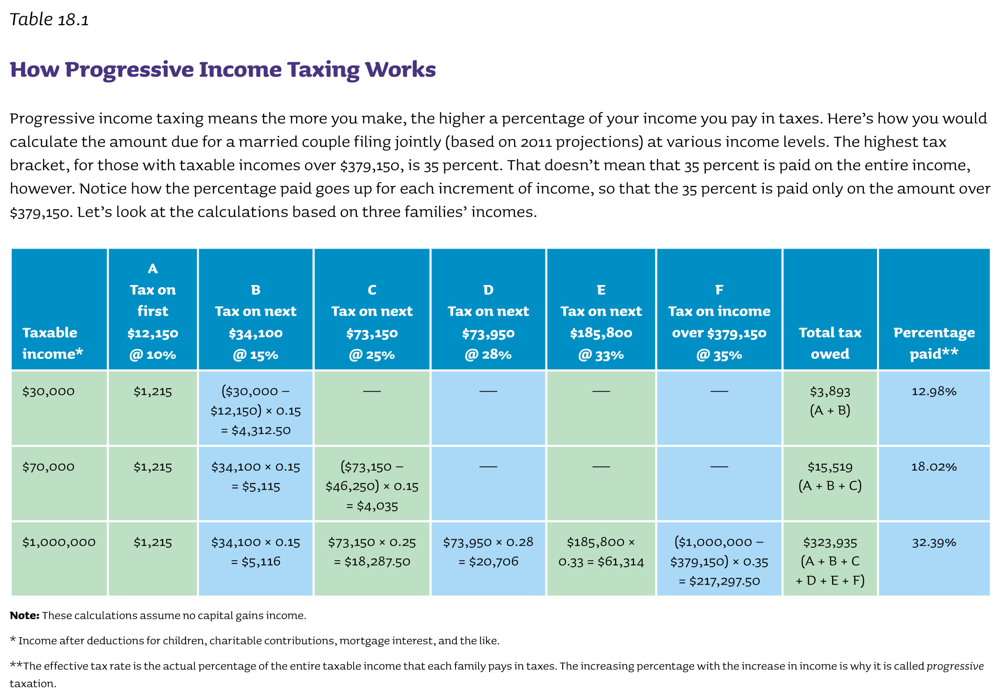 Table 18.1
How Progressive Income Taxing Works
Progressive income taxing means the more you make, the higher a percentage of your income you pay in taxes. Here’s how you would
calculate the amount due for a married couple filing jointly (based on 2011 projections) at various income levels. The highest tax
bracket, for those with taxable incomes over $379,150, is 35 percent. That doesn’t mean that 35 percent is paid on the entire income,
however. Notice how the percentage paid goes up for each increment of income, so that the 35 percent is paid only on the amount over
$379,150. Let’s look at the calculations based on three families’ incomes.
Taxable
income*
A
Tax on
first
$12,150
@ 10%
B
Tax on next
$34,100
@ 15%
C
Tax on next
$73,150
@ 25%
D
Tax on next
$73,950
@ 28%
E
Tax on next
$185,800
@ 33%
F
Tax on income
over $379,150
@ 35%
Total tax
owed
Percentage
paid**
$30,000
$1,215
($30,000 –
$12,150) × 0.15
= $4,312.50
—
—
—
—
$3,893
(A + B)
12.98%
$70,000
$1,215
$34,100 × 0.15
= $5,115
($73,150 –
$46,250) × 0.15
= $4,035
—
—
—
$15,519
(A + B + C)
18.02%
$1,000,000
$1,215
$34,100 × 0.15
= $5,116
$73,150 × 0.25
= $18,287.50
$73,950 × 0.28
= $20,706
$185,800 ×
0.33 = $61,314
($1,000,000 –
$379,150) × 0.35
= $217,297.50
$323,935
(A + B + C
+ D + E + F)
32.39%
Note: These calculations assume no capital gains income.
* Income after deductions for children, charitable contributions, mortgage interest, and the like.
**The effective tax rate is the actual percentage of the entire taxable income that each family pays in taxes. The increasing percentage with the increase in income is why it is called progressive
taxation.